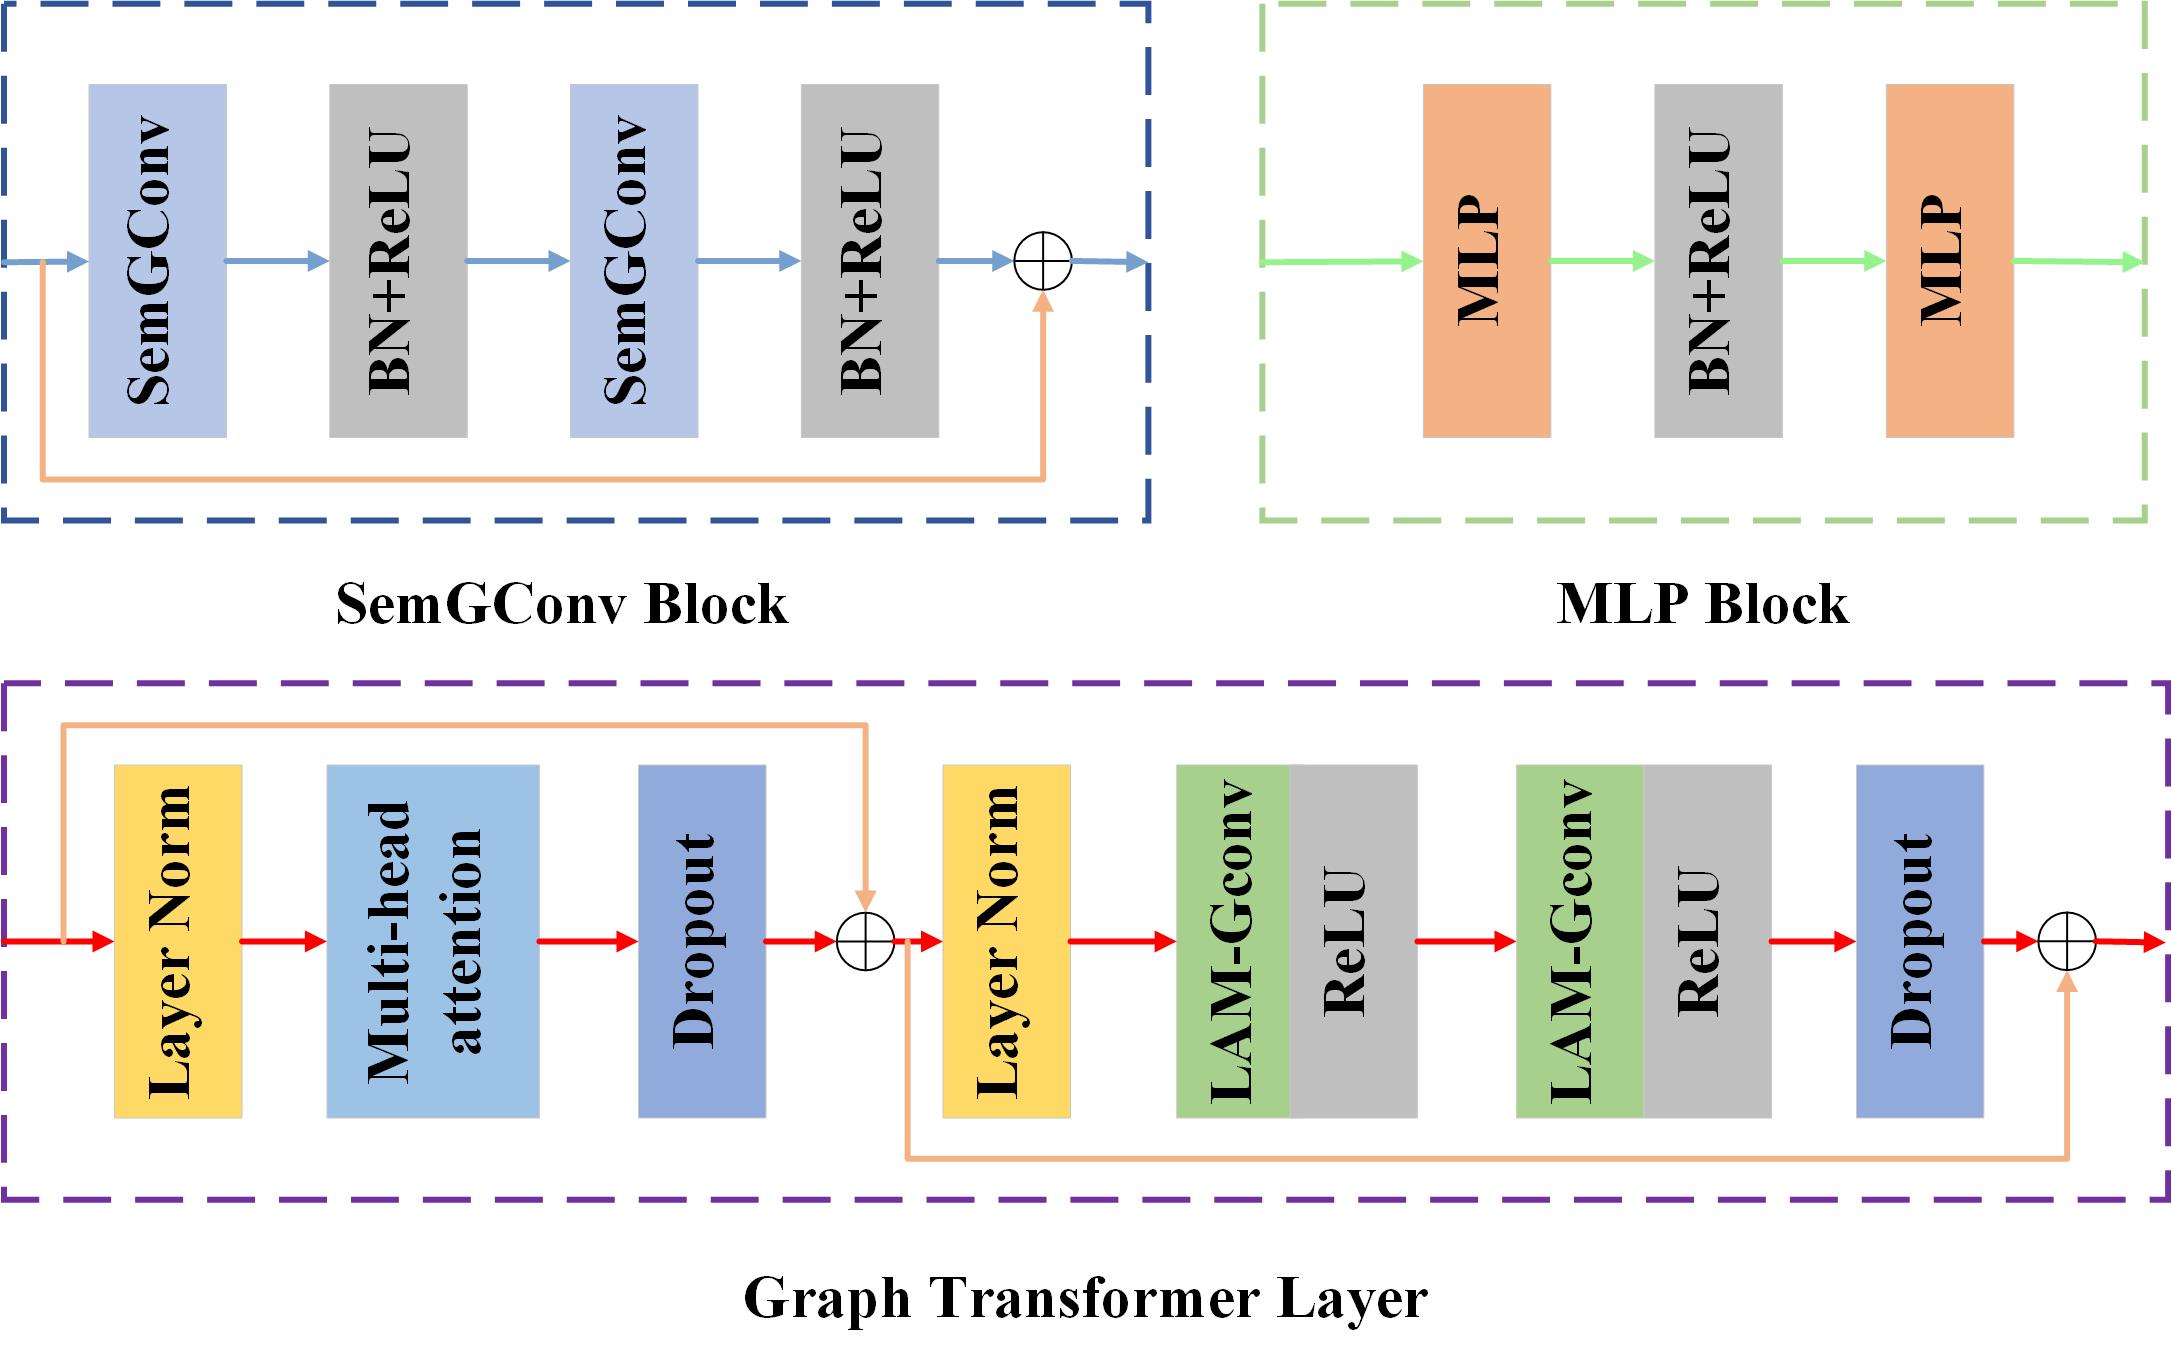 SemGConv
BN+ReLU
SemGConv
BN+ReLU
SemGConv Block
MLP
BN+ReLU
MLP
MLP Block
Layer Norm
Multi-head
attention
Dropout
Layer Norm
LAM-Gconv
ReLU
LAM-Gconv
ReLU
Dropout
Graph Transformer Layer